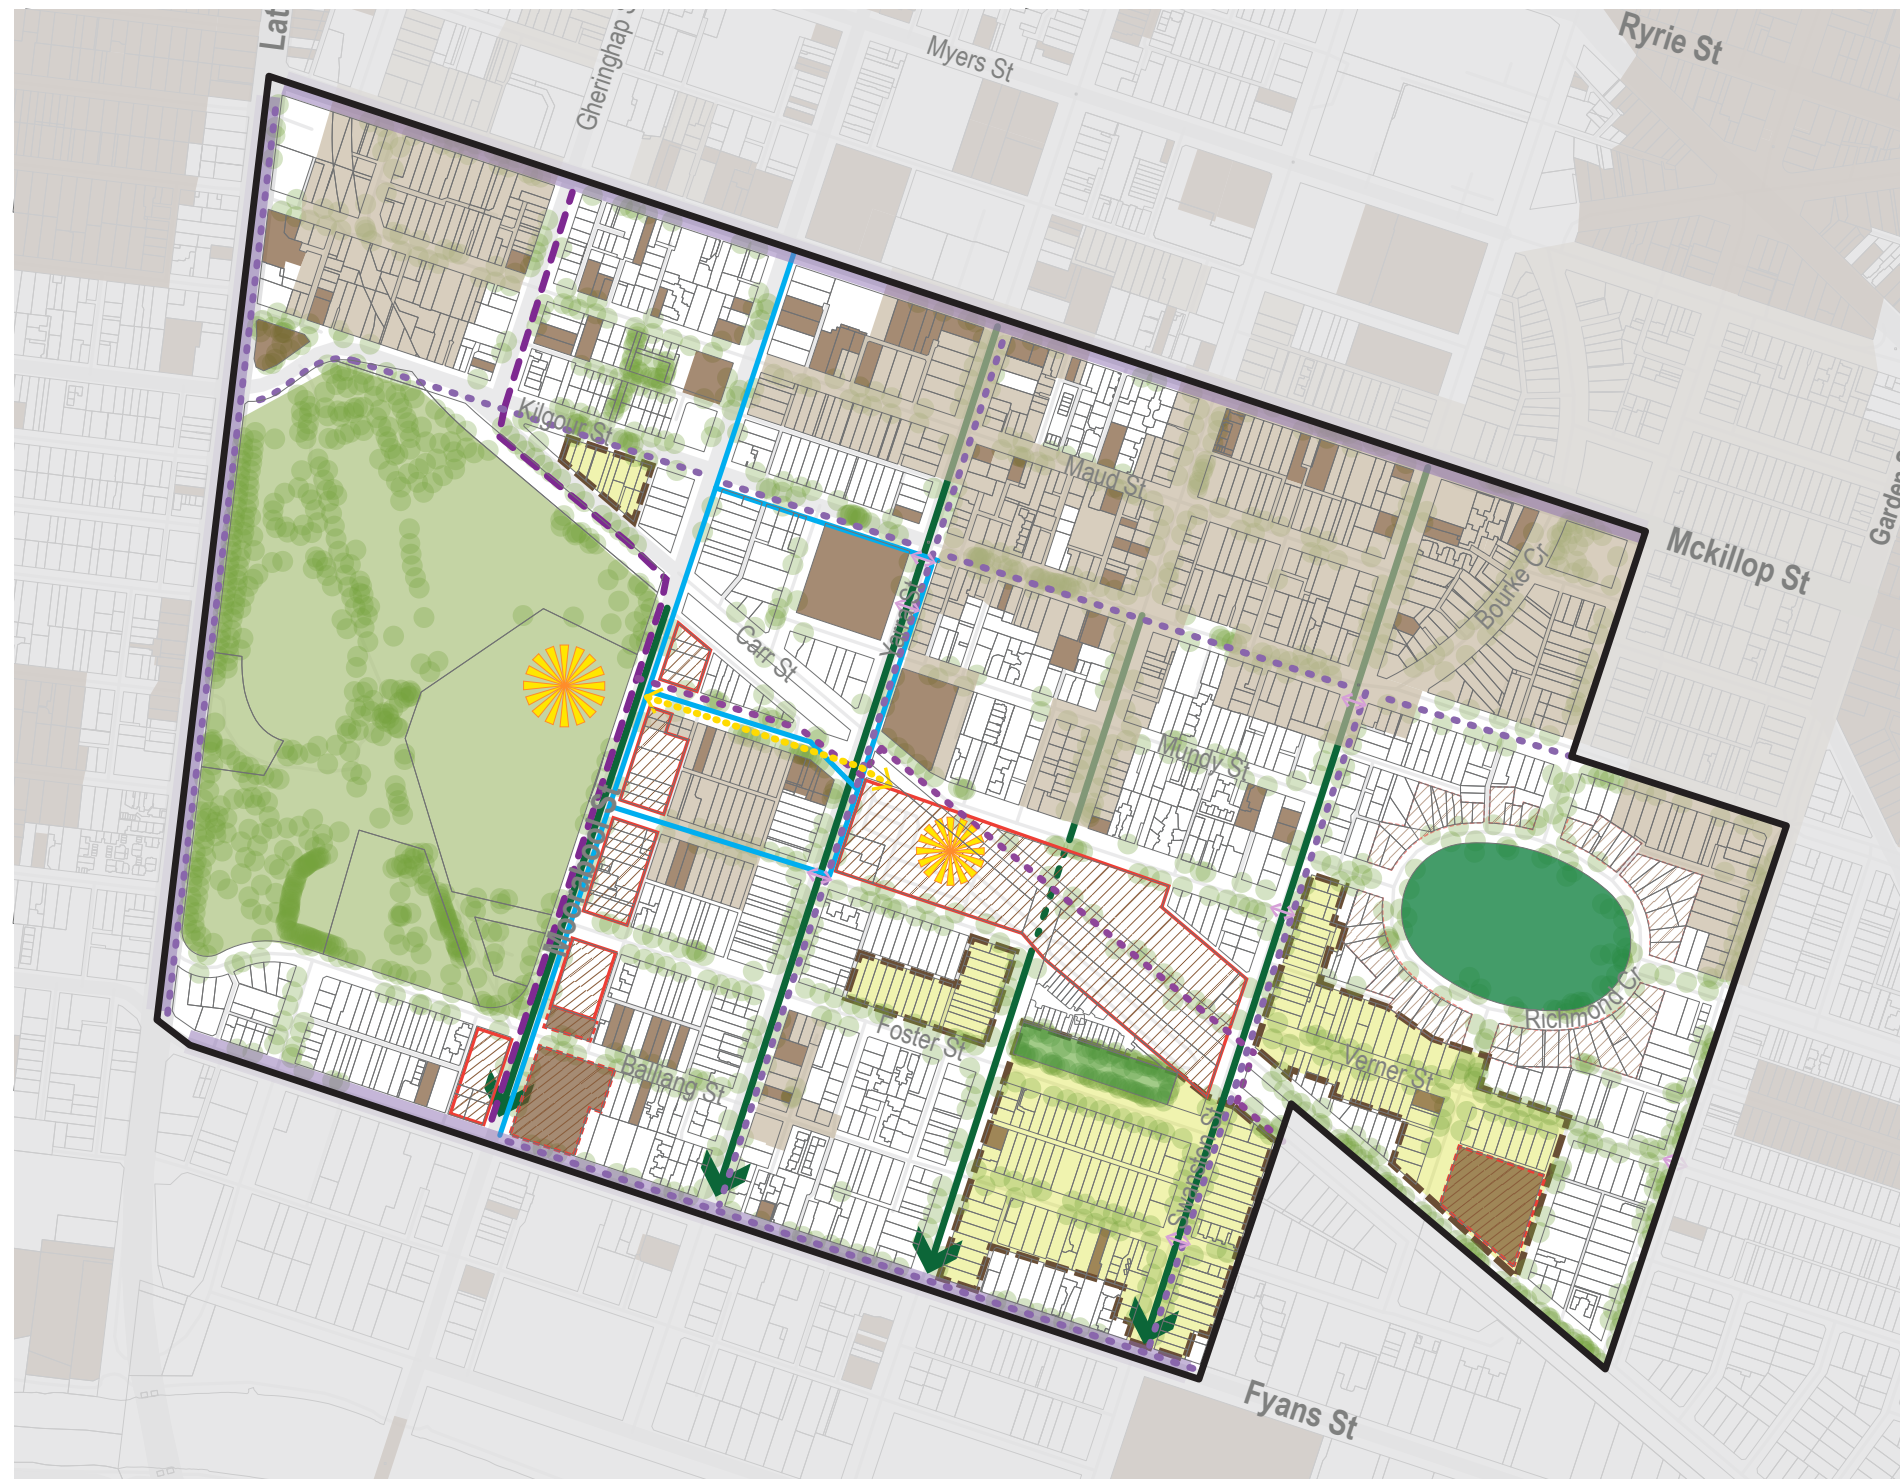 Ryrie St
Lat
Gheringhap S
Myers St
Garden S
Kilgour St
Maud St
Mckillop St
Bourke Cr
Carr St
Yarra St
Mundy St
Moorabool St
Richmond Cr
Foster St
Verner St
Balliang St
Swanston St
Fyans St